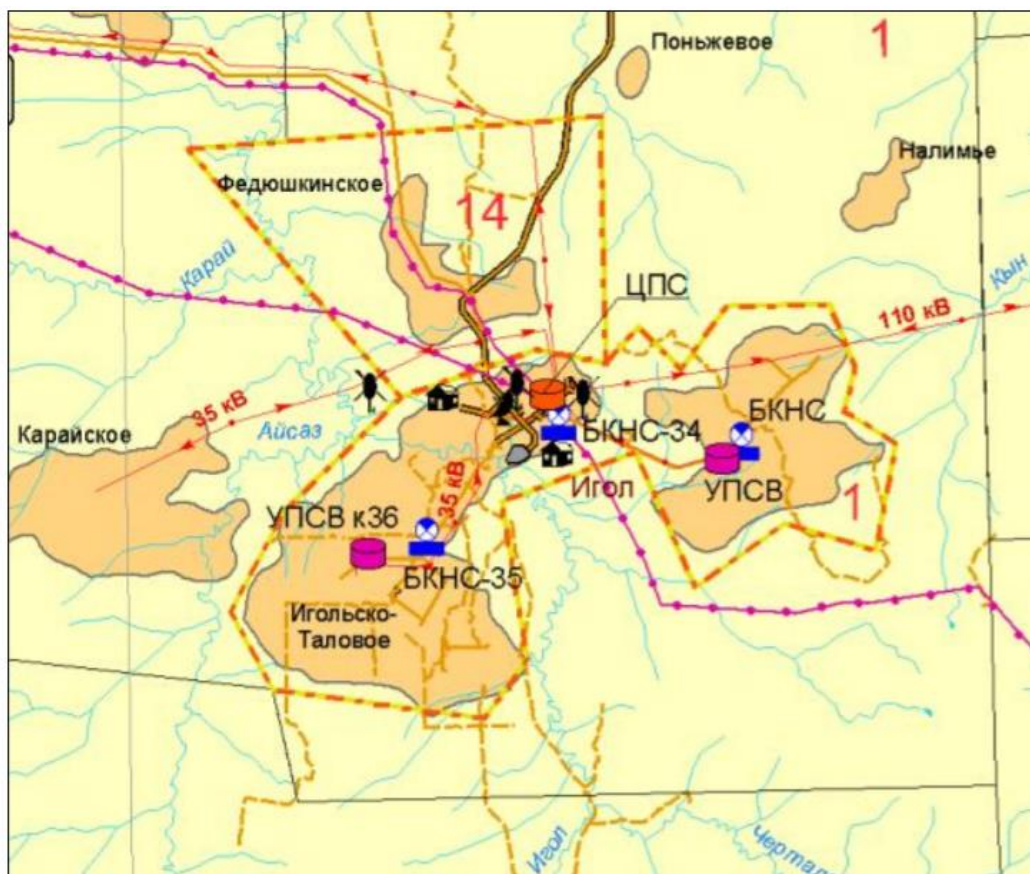 Поньжевое
1
Налимье
Федюшкинское
14
Карай
Кын
ЦПС
110 кВ
35 кВ
Айсаз
Карайское
БКНС
БКНС-34
Игол
УПСВ
35 кВ
1
УПСВ к36
БКНС-35
Игольско-
Таловое
Игол